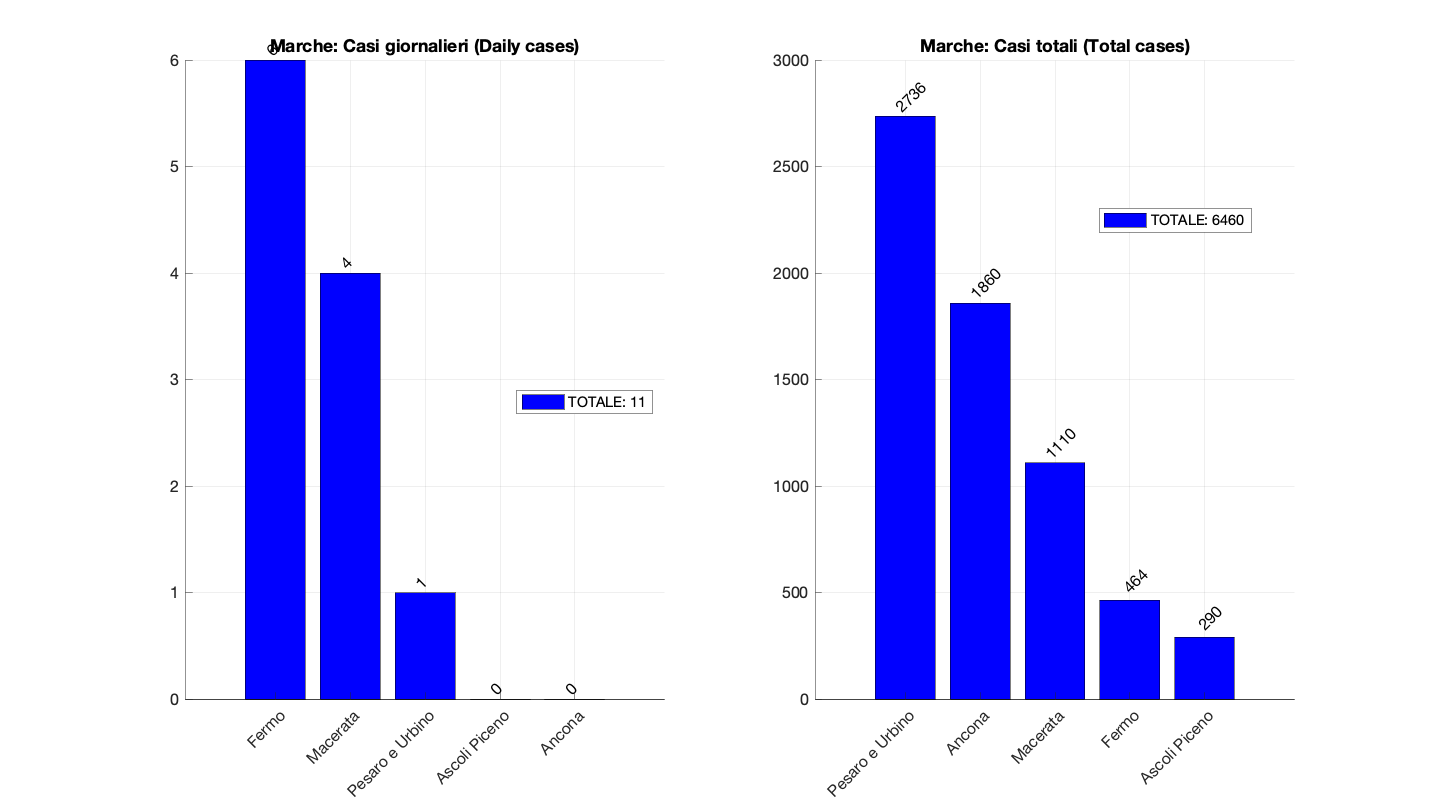 Marche: Casi giornalieri (Daily cases)
6
5
4
3
2
1
0
6
4
1
0
0
TOTALE: 11
Fermo
Macerata
Pesaro e Urbino
Ascoli Piceno
Ancona
Marche: Casi totali (Total cases)
3000
2500
2000
1500
1000
500
0
2736
1860
1110
464
290
TOTALE: 6460
Pesaro e Urbino
Ancona
Macerata
Fermo
Ascoli Piceno